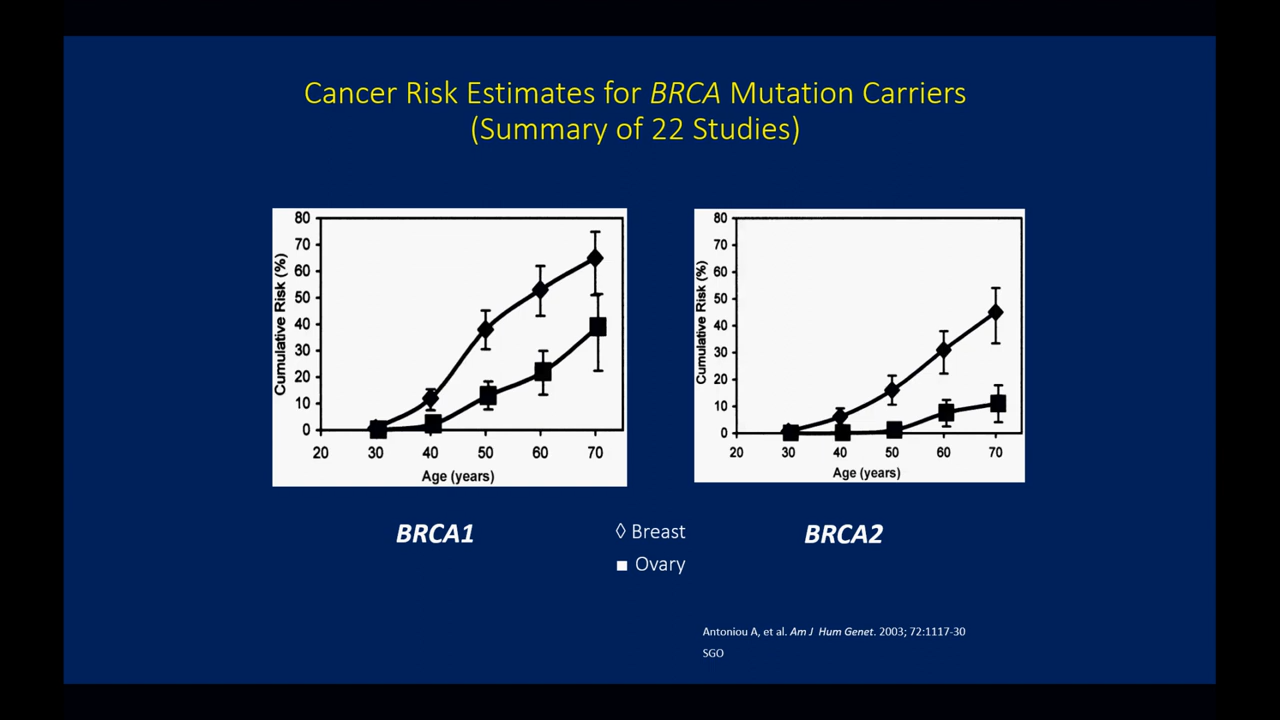 Cancer Risk Estimates for BRCA Mutation Carriers
(Summary of 22 Studies)
80
70
60
50
40
30
20
10
0
Cumulative Risk (%)
20 30 40 50 60 70
Age (years)
80
70
60
50
40
30
20
10
0
Cumulative Risk (%)
20 30 40 50 60 70
Age (years)
BRCA1
◊ Breast
■ Ovary
BRCA2
Antoniou A, et al. Am J Hum Genet. 2003; 72:1117-30
SGO